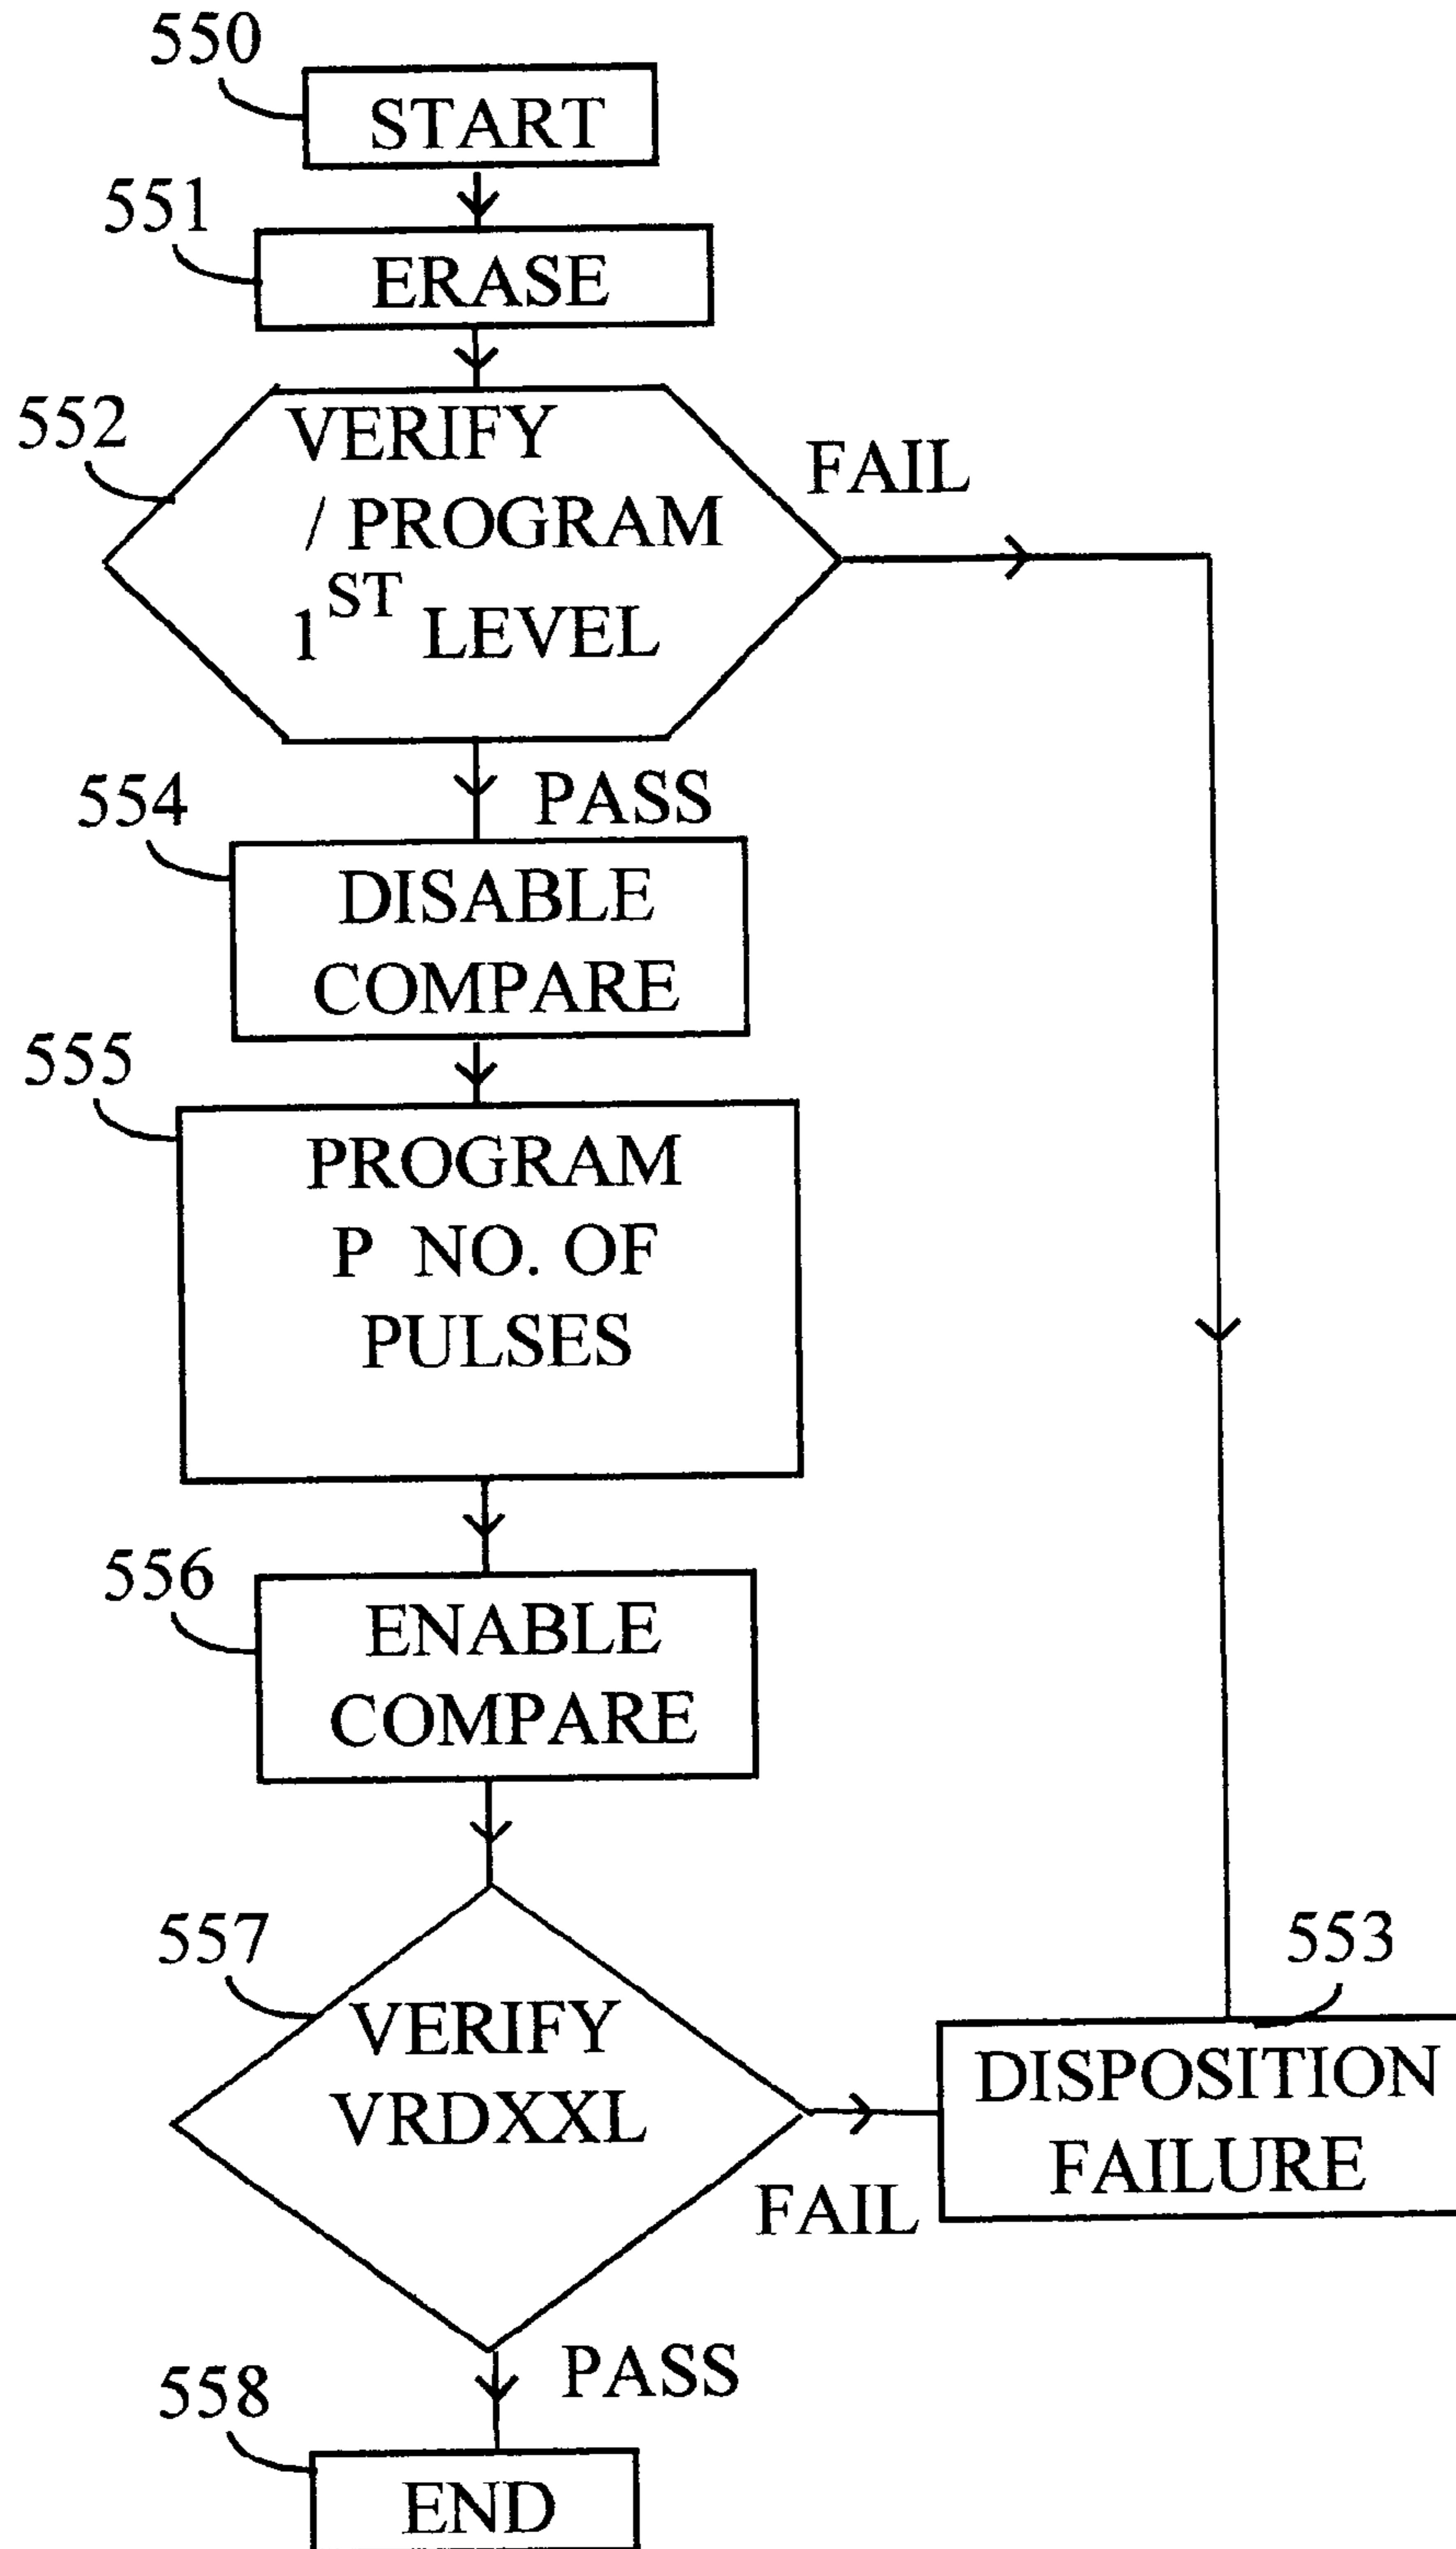 550
START
551
ERASE
552
VERIFY
/ PROGRAM
1ST LEVEL
FAIL
PASS
554
DISABLE
COMPARE
555
PROGRAM
P NO. OF
PULSES
556
ENABLE
COMPARE
557
VERIFY
VRDXXL
FAIL
553
DISPOSITION
FAILURE
PASS
558
END